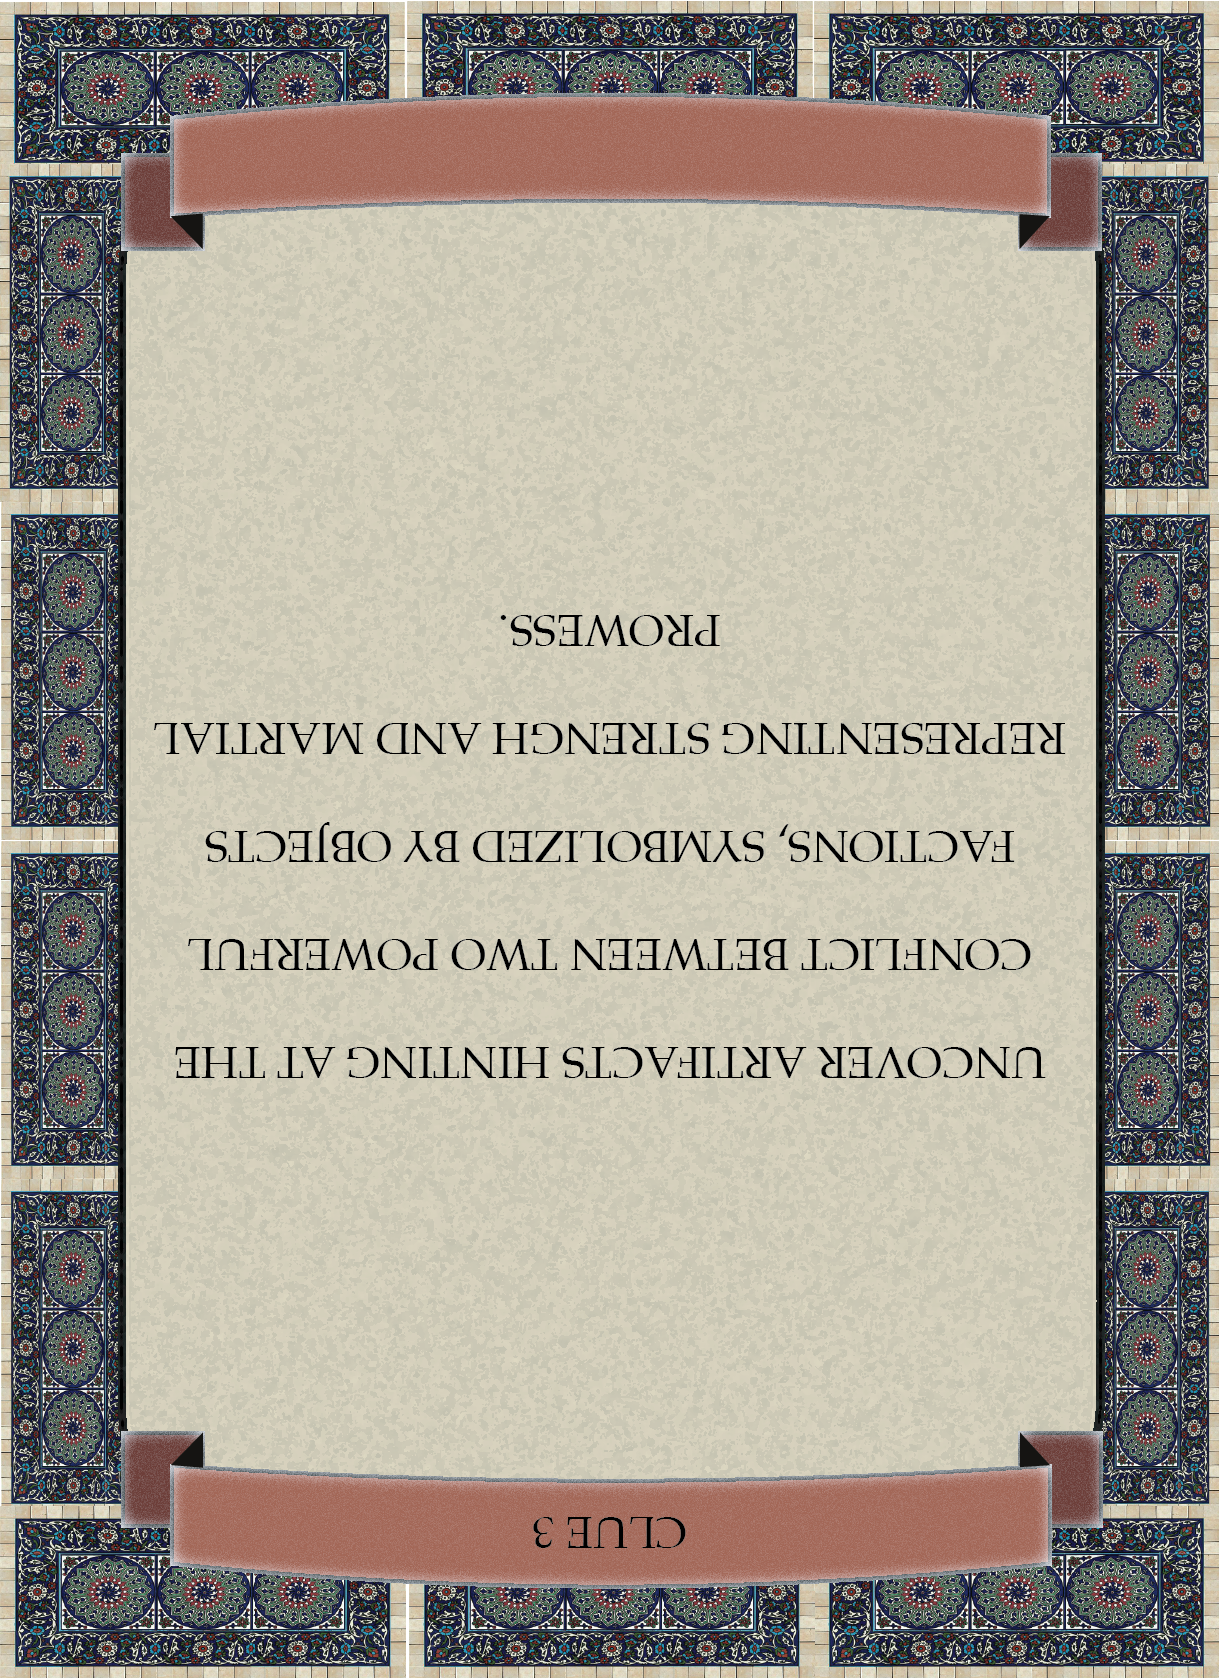 CLUE 3
UNCOVER ARTIFACTS HINTING AT THE
CONFLICT BETWEEN TWO POWERFUL
FACTIONS, SYMBOLIZED BY OBJECTS
REPRESENTING STRENGH AND MARTIAL
PROWESS.